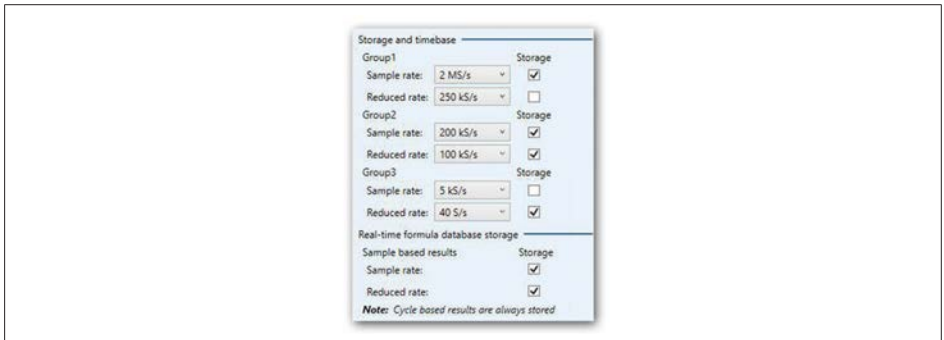 Storage and timebase
Group1 Storage
Sample rate: 2 MS/s
Reduced rate: 250 kS/s
Group2 Storage
Sample rate: 200 kS/s
Reduced rate: 100 kS/s
Group3 Storage
Sample rate: 5 kS/s
Reduced rate: 40 S/s
Real-time formula database storage
Sample based results Storage
Sample rate:
Reduced rate:
Note: Cycle based results are always stored